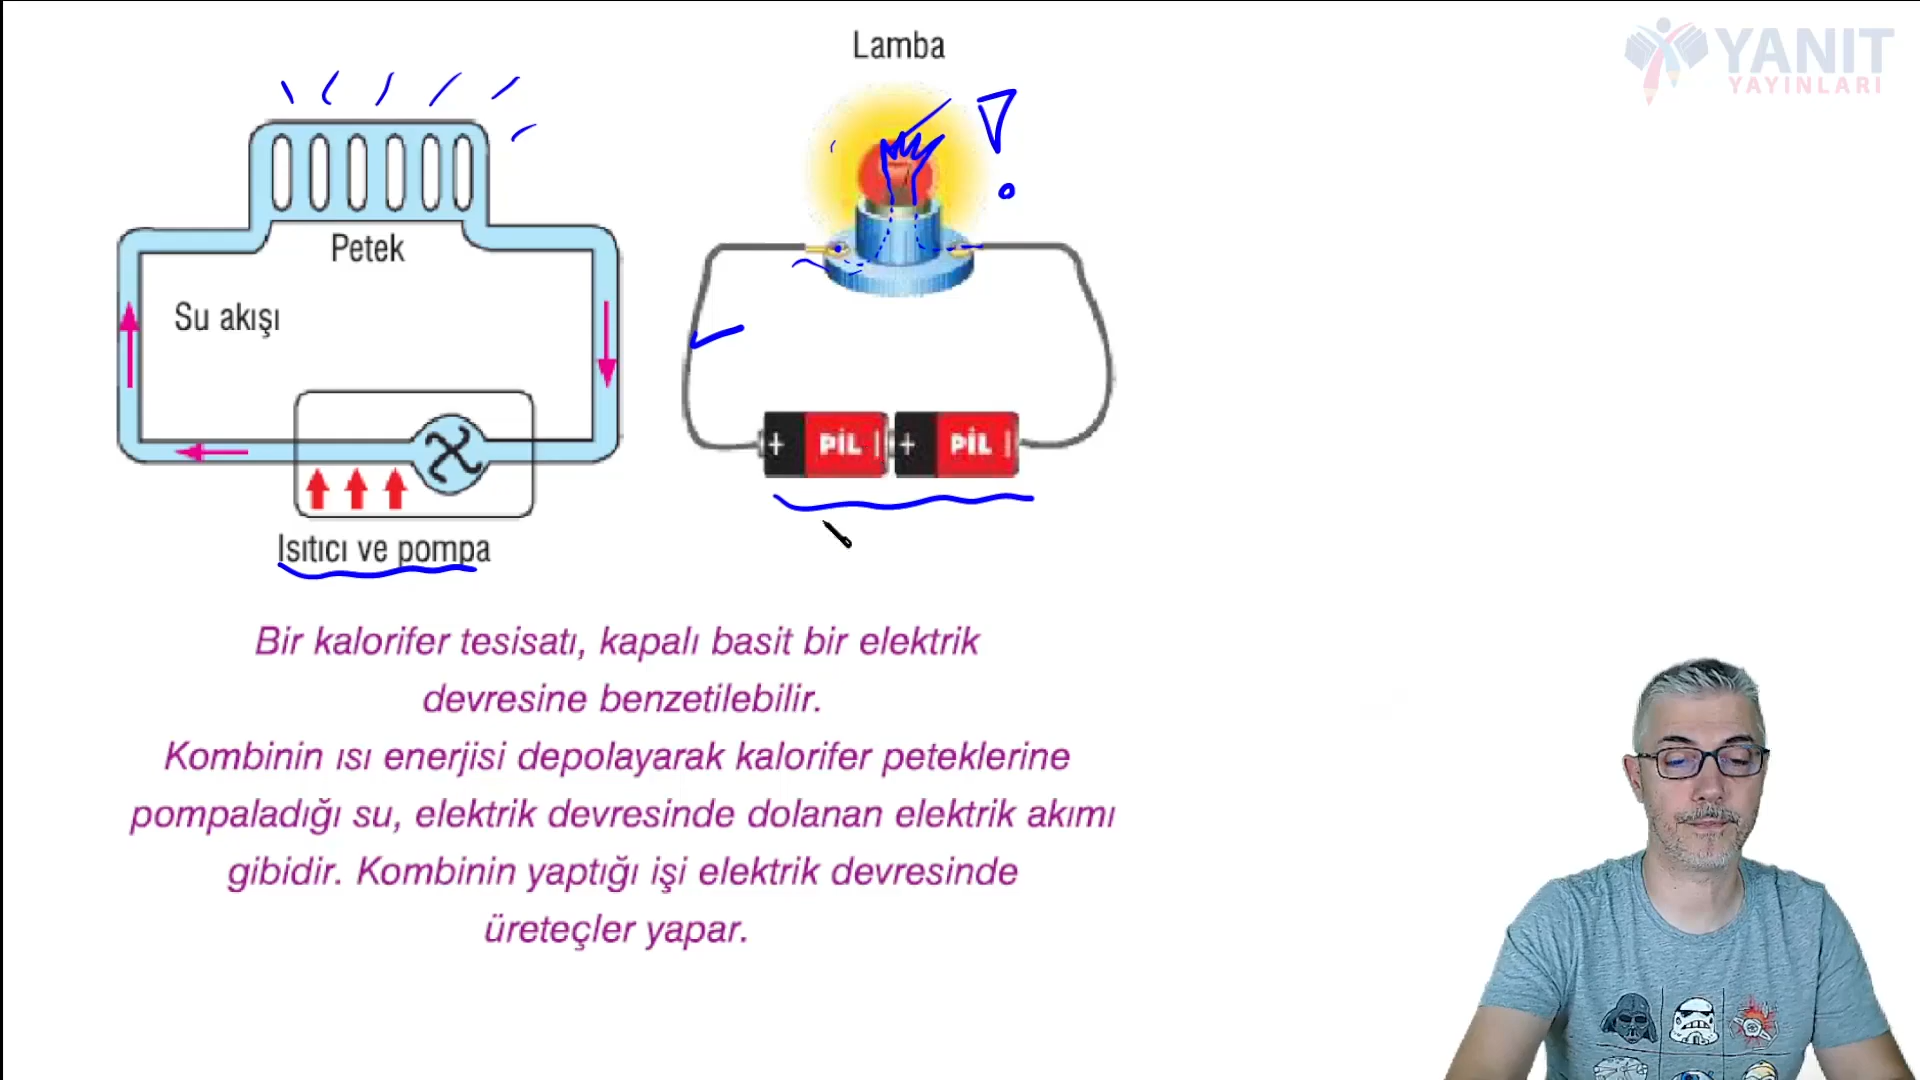 Lamba
YANIT
YAYINLARI
Petek
Su akışı
+ PİL + PİL
Isıtıcı ve pompa
Bir kalorifer tesisatı, kapalı basit bir elektrik
devresine benzetilebilir.
Kombinin ısı enerjisi depolayarak kalorifer peteklerine
pompaladığı su, elektrik devresinde dolanan elektrik akımı
gibidir. Kombinin yaptığı işi elektrik devresinde
üreteçler yapar.